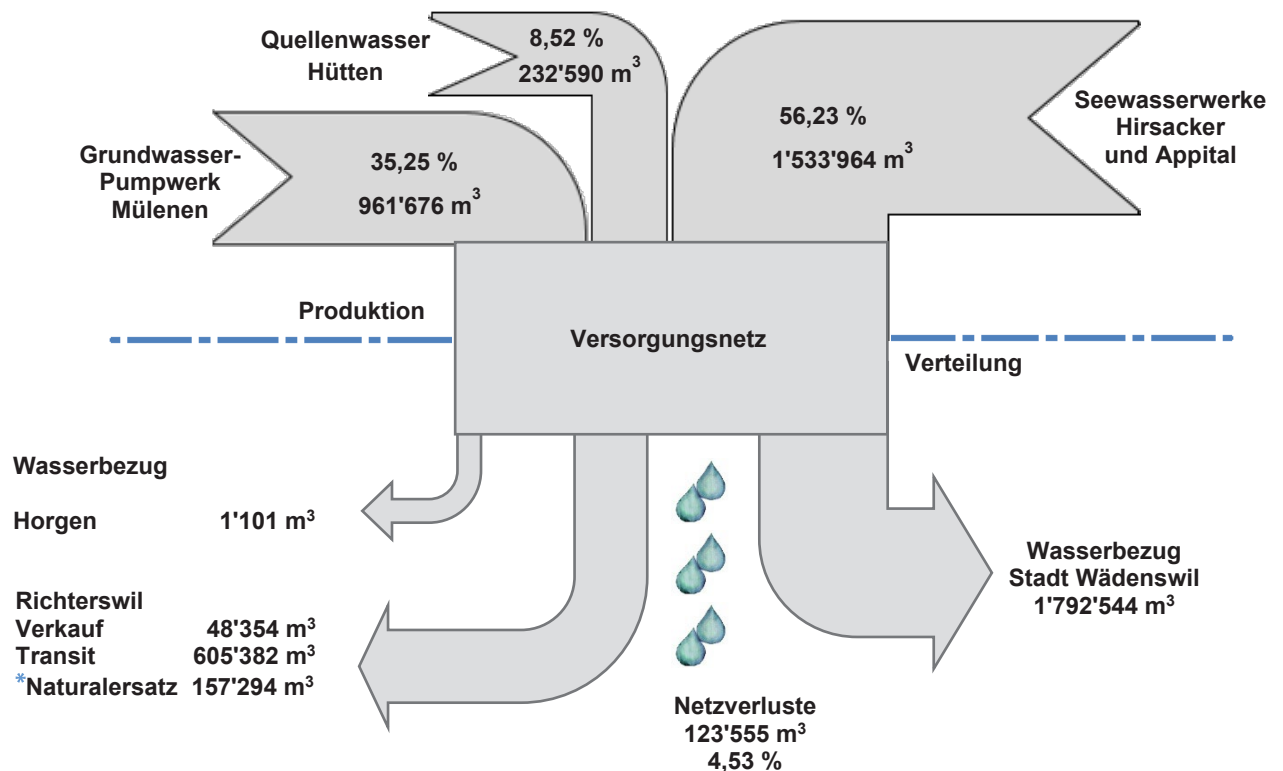 Quellenwasser
Hütten
8,52 %
232'590 m³
Grundwasser-
Pumpwerk
Mülenen
35,25 %
961'676 m³
56,23 %
1'533'964 m³
Seewasserwerke
Hirsacker
und Appital
Produktion
Versorgungsnetz
Verteilung
Wasserbezug
Horgen 1'101 m³
Richterswil
Verkauf 48'354 m³
Transit 605'382 m³
*Naturalersatz 157'294 m³
Netzverluste
123'555 m³
4,53 %
Wasserbezug
Stadt Wädenswil
1'792'544 m³